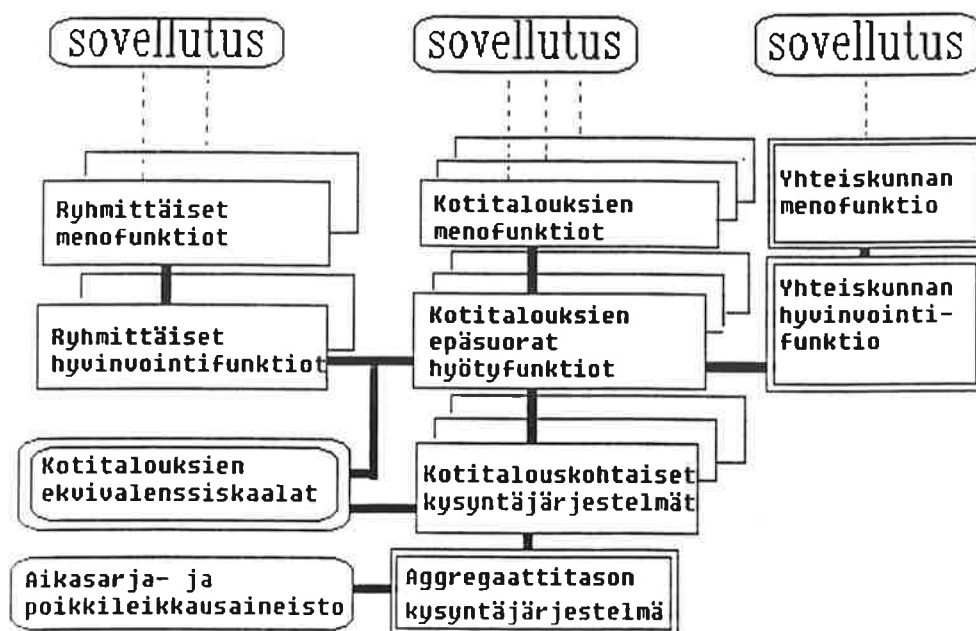 sovellutus
sovellutus
sovellutus
Ryhmittäiset
menofunktiot
Kotitalouksien
menofunktiot
Yhteiskunnan
menofunktio
Ryhmittäiset
hyvinvointifunktiot
Kotitalouksien
epäsuorat
hyötyfunktiot
Yhteiskunnan
hyvinvointi-
funktio
Kotitalouksien
ekvivalenssiskaalat
Kotitalouskohtaiset
kysyntäjärjestelmät
Aikasarja- ja
poikkileikkausaineisto
Aggregaattitason
kysyntäjärjestelmä